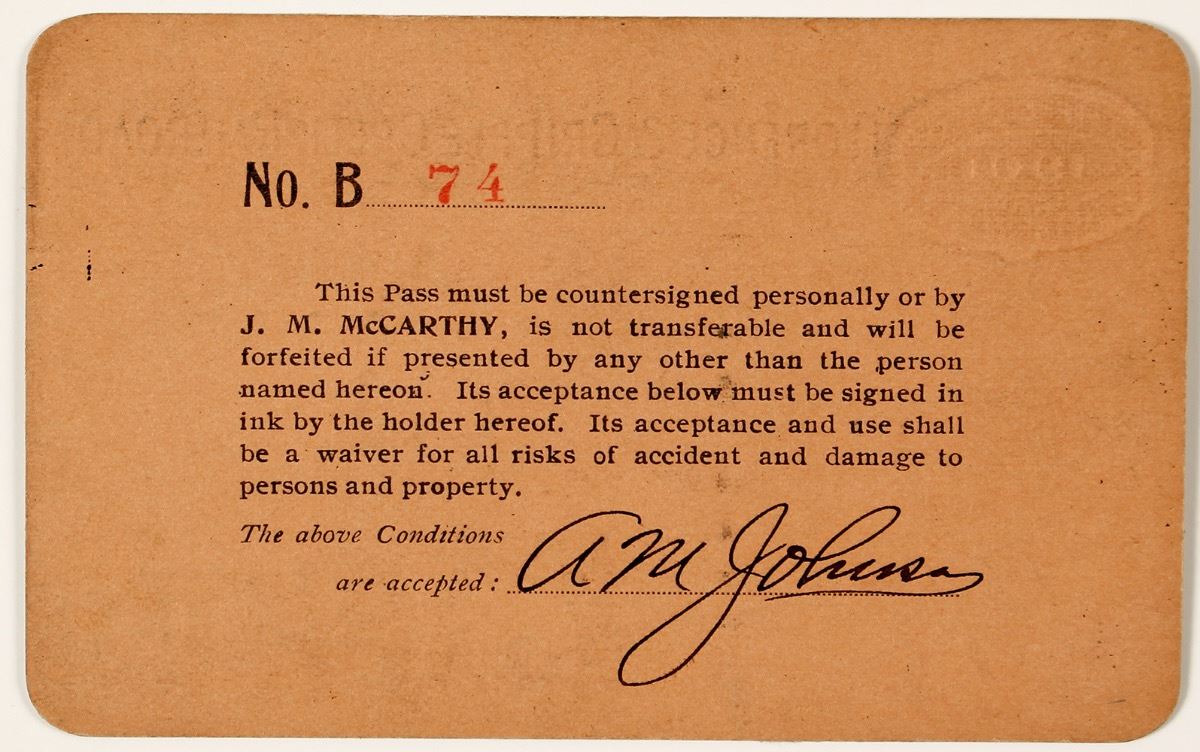 No. B 74
This Pass must be countersigned personally or by
J. M. McCARTHY, is not transferable and will be
forfeited if presented by any other than the person
named hereon. Its acceptance below must be signed in
ink by the holder hereof. Its acceptance and use shall
be a waiver for all risks of accident and damage to
persons and property.
The above Conditions
are accepted: A M Johnson